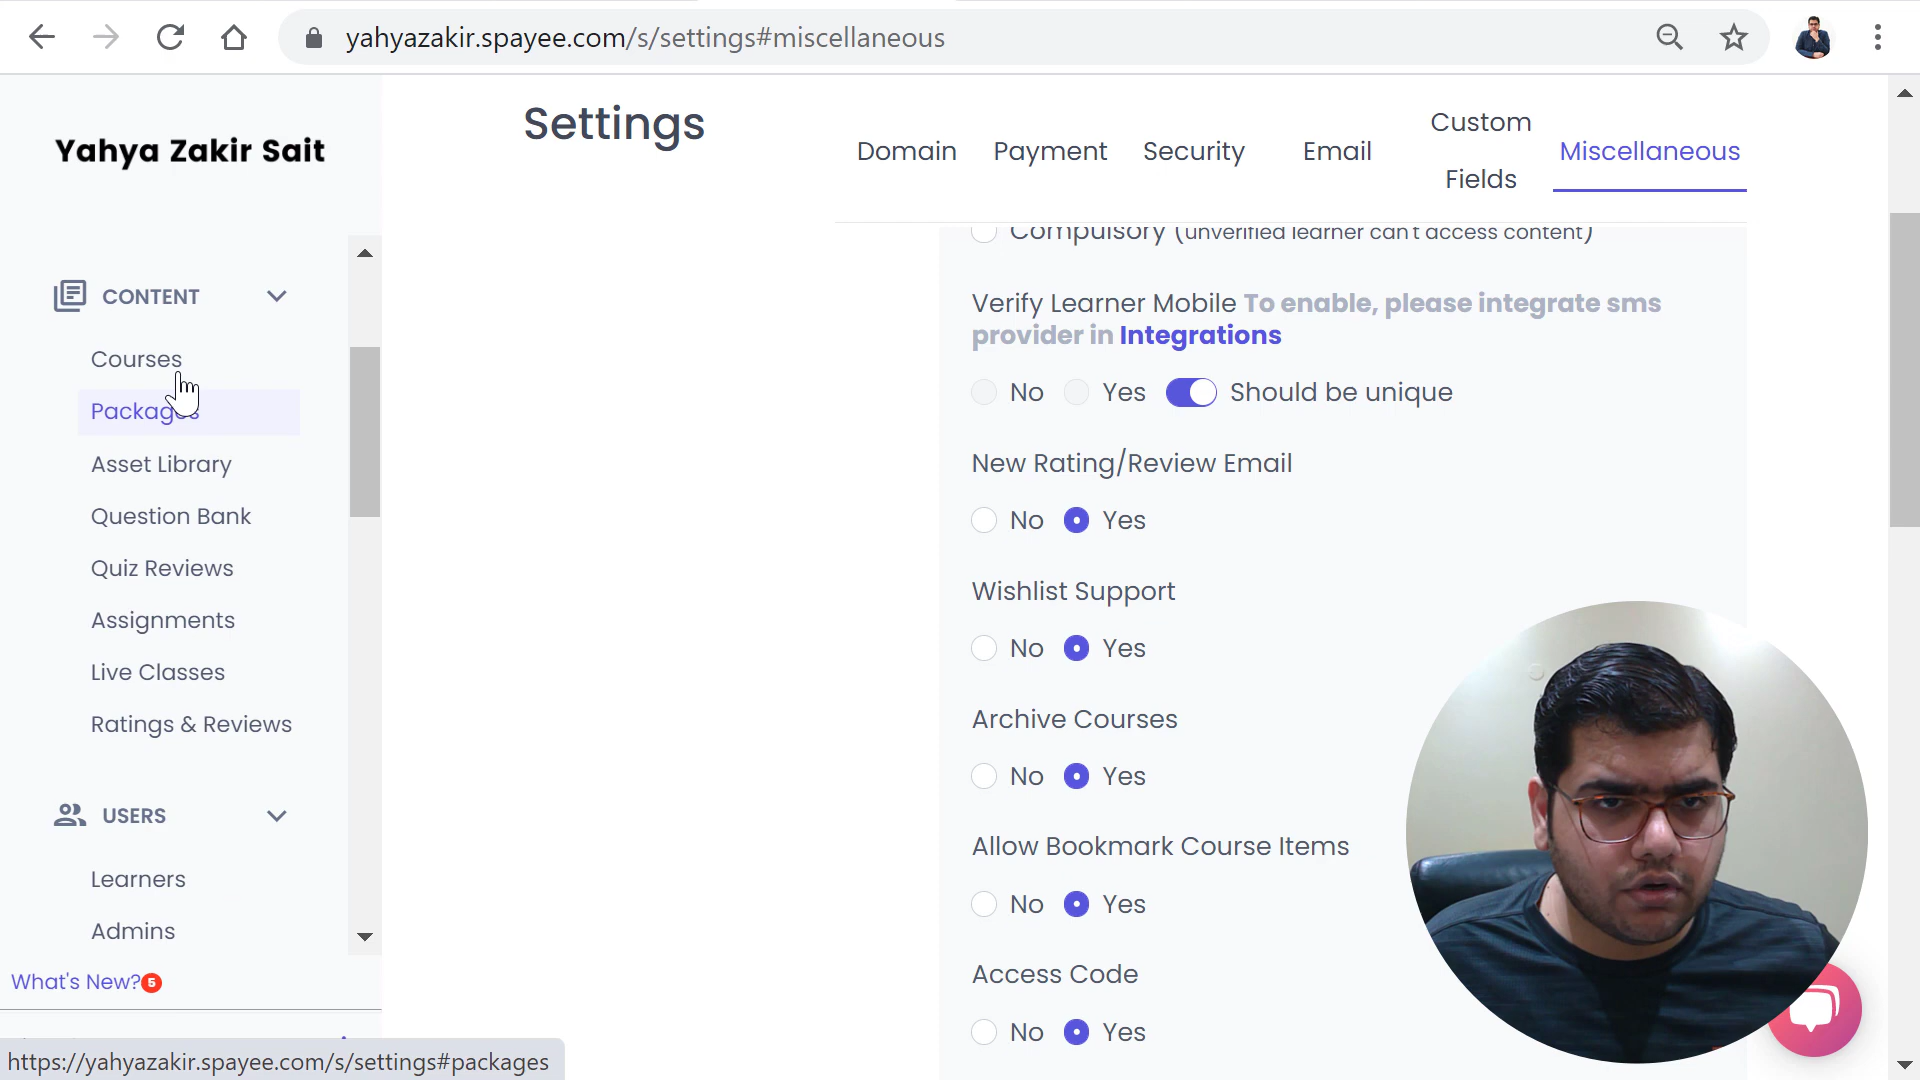 yahyazakir.spayee.com/s/settings#miscellaneous
Yahya Zakir Sait
CONTENT
Courses
Packages
Asset Library
Question Bank
Quiz Reviews
Assignments
Live Classes
Ratings & Reviews
USERS
Learners
Admins
What's New? 5
https://yahyazakir.spayee.com/s/settings#packages
Settings
Domain
Payment
Security
Email
Custom
Fields
Miscellaneous
Compulsory (unverified learner can't access content)
Verify Learner Mobile To enable, please integrate sms
provider in Integrations
No Yes Should be unique
New Rating/Review Email
No Yes
Wishlist Support
No Yes
Archive Courses
No Yes
Allow Bookmark Course Items
No Yes
Access Code
No Yes